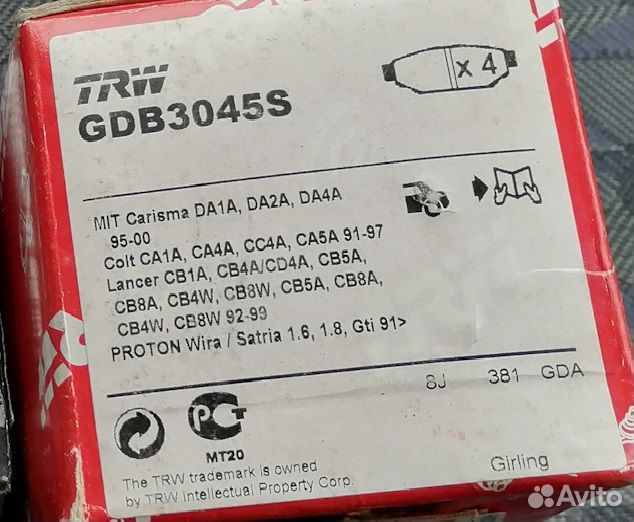 TRW
x 4
GDB3045S
MIT Carisma DA1A, DA2A, DA4A
95-00
Colt CA1A, CA4A, CC4A, CA5A 91-97
Lancer CB1A, CB4A/CD4A, CB5A,
CB8A, CB4W, CB8W, CB5A, CB8A,
CB4W, CB8W 92-99
PROTON Wira / Satria 1.6, 1.8, Gti 91>
8J 381 GDA
РСТ
MT20
The TRW trademark is owned
by TRW Intellectual Property Corp.
Girling
Avito